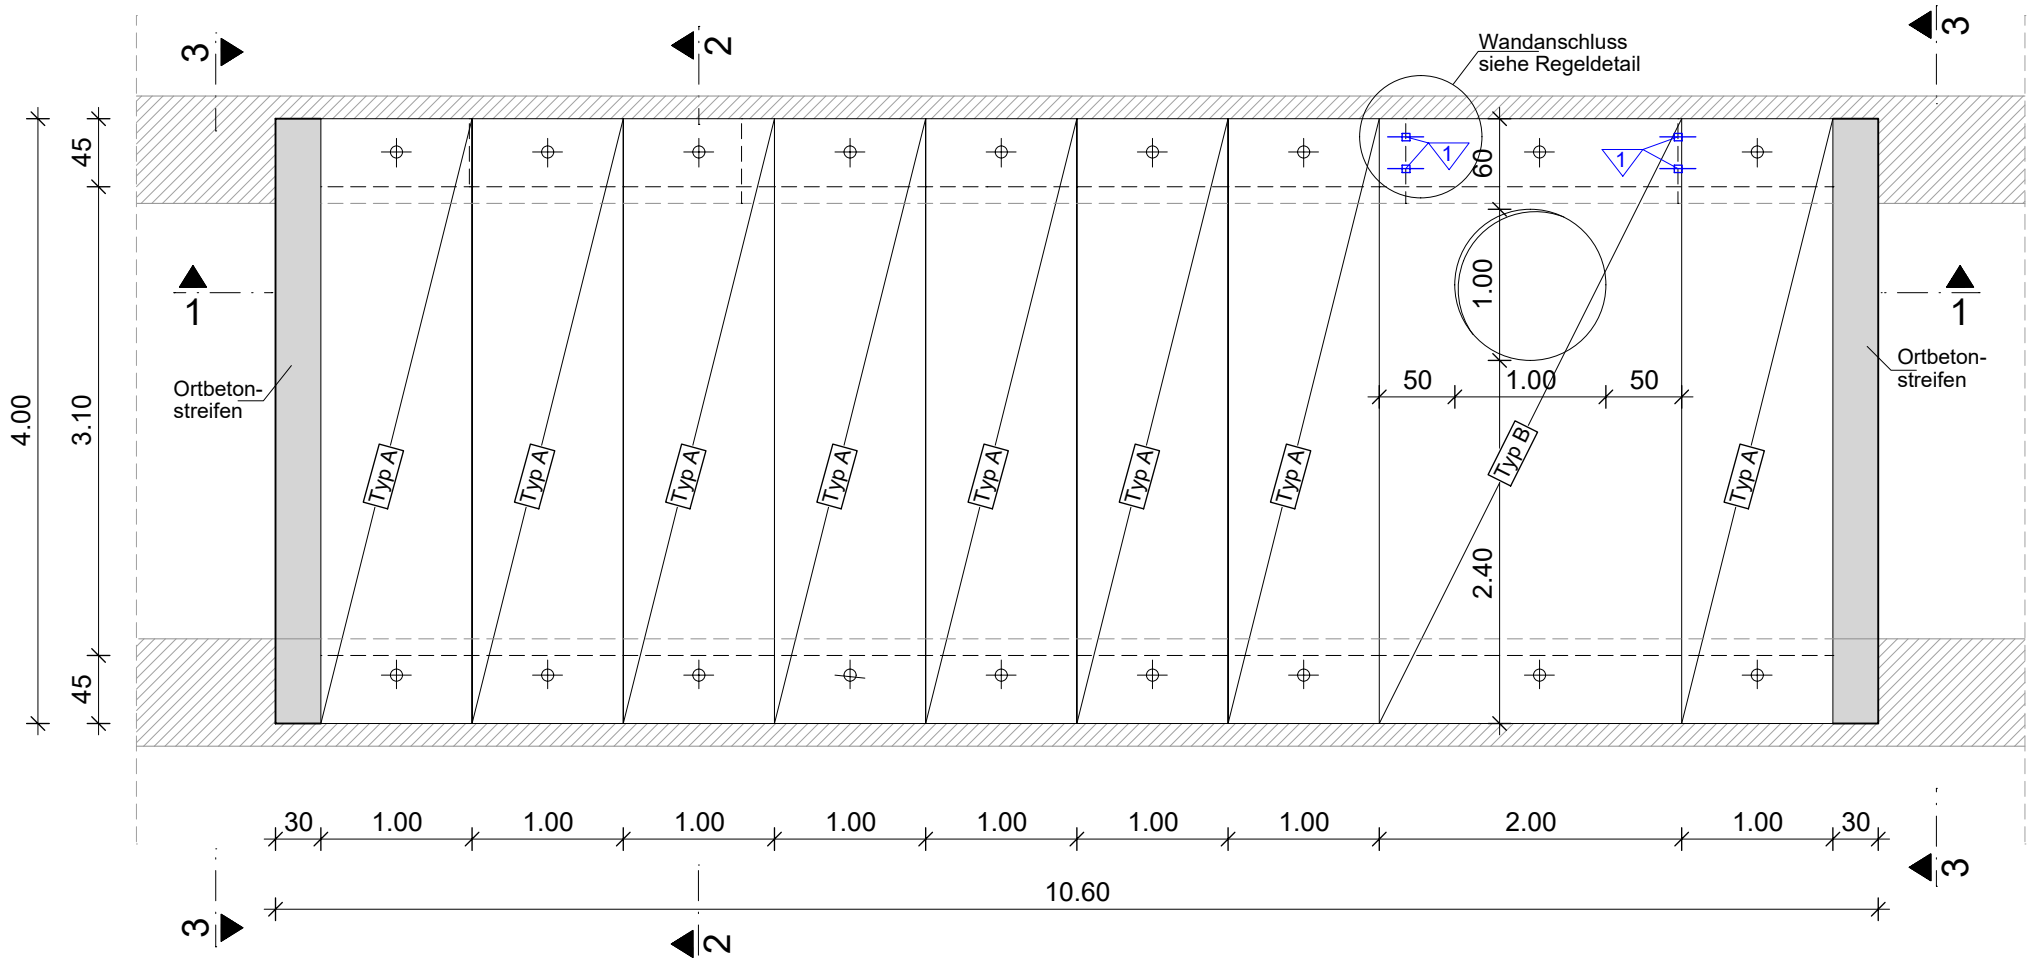 3
2
3
Wandanschluss
siehe Regeldetail
45
60
1
1
1.00
1
1
Ortbeton-
streifen
Ortbeton-
streifen
50
1.00
50
4.00
3.10
Typ A
Typ A
Typ A
Typ A
Typ A
Typ A
Typ A
Typ B
Typ A
2.40
45
30
1.00
1.00
1.00
1.00
1.00
1.00
1.00
2.00
1.00
30
10.60
3
2
3